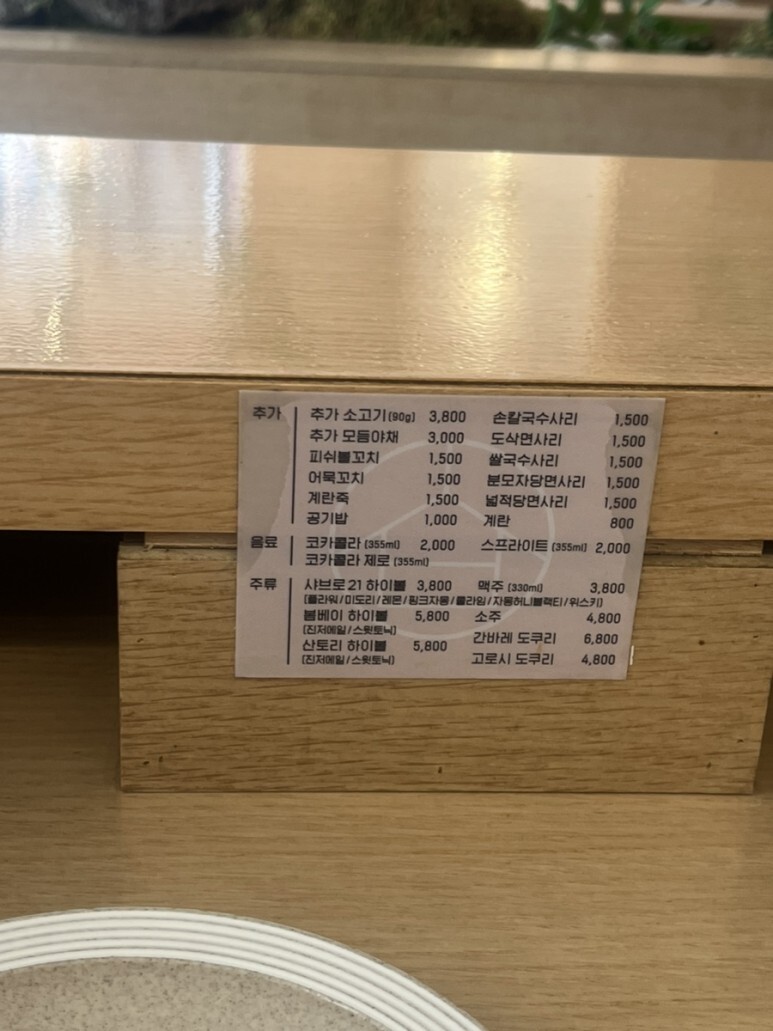 추가 추가 소고기 (90g) 3,800 손칼국수사리 1,500
추가 모듬야채 3,000 도삭면사리 1,500
피쉬볼꼬치 1,500 쌀국수사리 1,500
어묵꼬치 1,500 분모자당면사리 1,500
계란죽 1,500 넓적당면사리 1,500
공기밥 1,000 계란 800
음료 코카콜라 (355ml) 2,000 스프라이트 (355ml) 2,000
코카콜라 제로 (355ml)
주류 샤브로21 하이볼 3,800 맥주 (330ml) 3,800
(플라워/미도리/레몬/핑크자몽/쿨라임/자몽허니블랙티/위스키)
봄베이 하이볼 5,800 소주 4,800
(진저에일/스윗토닉)
간바레 도쿠리 6,800
산토리 하이볼 5,800
(진저에일/스윗토닉) 고로시 도쿠리 4,800